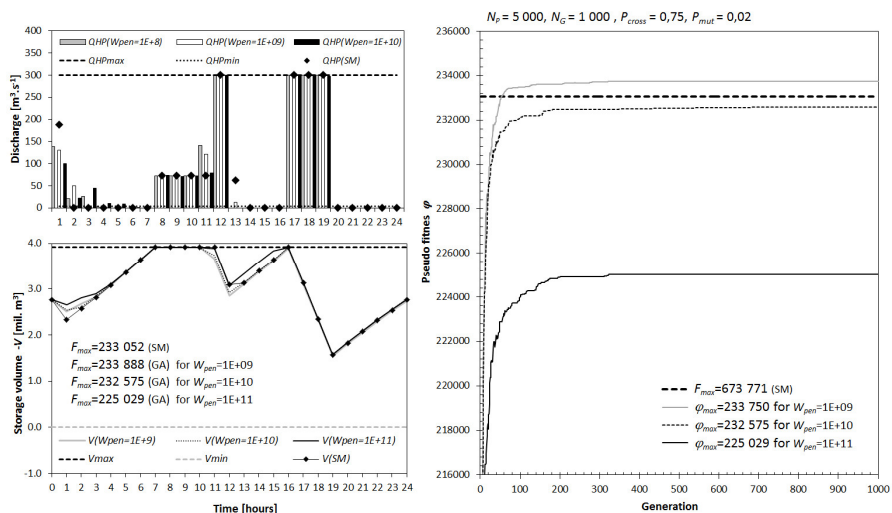 QHP(Wpen=1E+8) QHP(Wpen=1E+09) QHP(Wpen=1E+10)
QHPmax QHPmin QHP(SM)
Discharge [m³.s⁻¹]
400
350
300
250
200
150
100
50
0
1 2 3 4 5 6 7 8 9 10 11 12 13 14 15 16 17 18 19 20 21 22 23 24
Storage volume -V [mil. m³]
4.0
3.0
2.0
1.0
0.0
-1.0
Fmax=233 052 (SM)
Fmax=233 888 (GA) for Wpen=1E+09
Fmax=232 575 (GA) for Wpen=1E+10
Fmax=225 029 (GA) for Wpen=1E+11
V(Wpen=1E+9) V(Wpen=1E+10) V(Wpen=1E+11)
Vmax Vmin V(SM)
0 1 2 3 4 5 6 7 8 9 10 11 12 13 14 15 16 17 18 19 20 21 22 23 24
Time [hours]
NP = 5 000, NG = 1 000 , Pcross = 0,75, Pmut = 0,02
Pseudo fitnes φ
236000
234000
232000
230000
228000
226000
224000
222000
220000
218000
216000
Fmax=673 771 (SM)
φmax=233 750 for Wpen=1E+09
φmax=232 575 for Wpen=1E+10
φmax=225 029 for Wpen=1E+11
0 100 200 300 400 500 600 700 800 900 1000
Generation